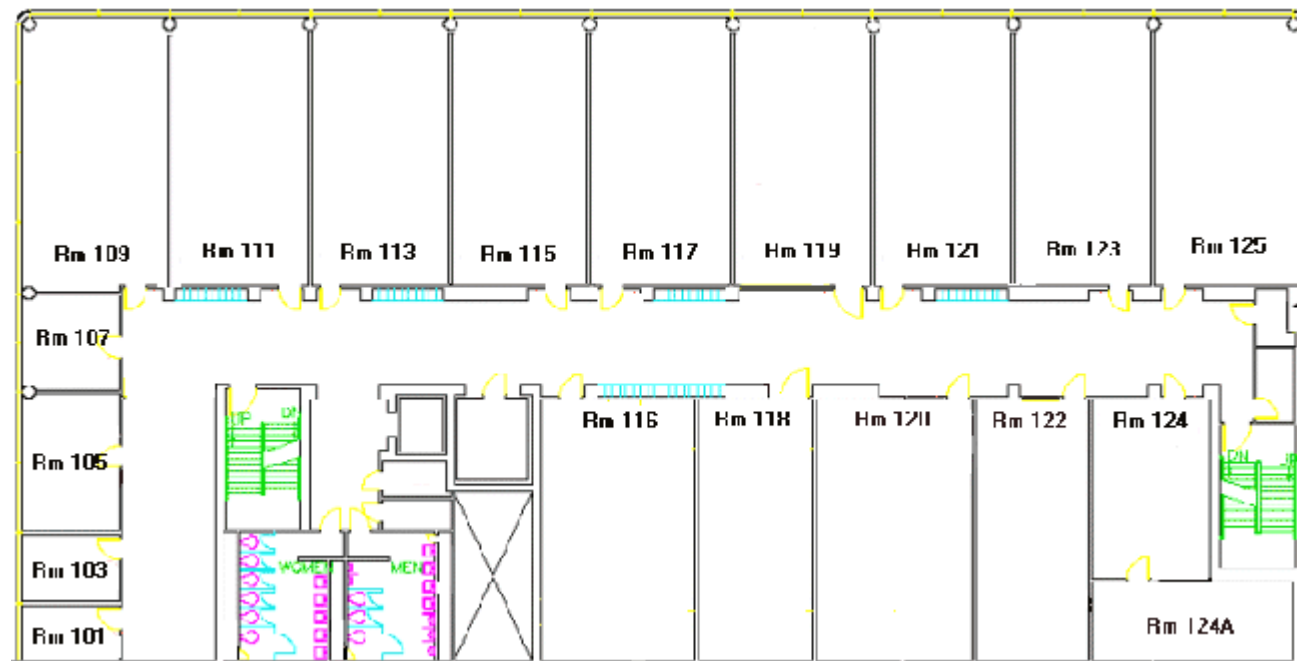 Rm 109
Rm 111
Rm 113
Rm 115
Rm 117
Rm 119
Rm 121
Rm 123
Rm 125
Rm 107
UP
DN
Rm 116
Rm 118
Rm 120
Rm 122
Rm 124
Rm 105
DN
UP
Rm 103
WOMEN
MEN
Rm 101
Rm 124A